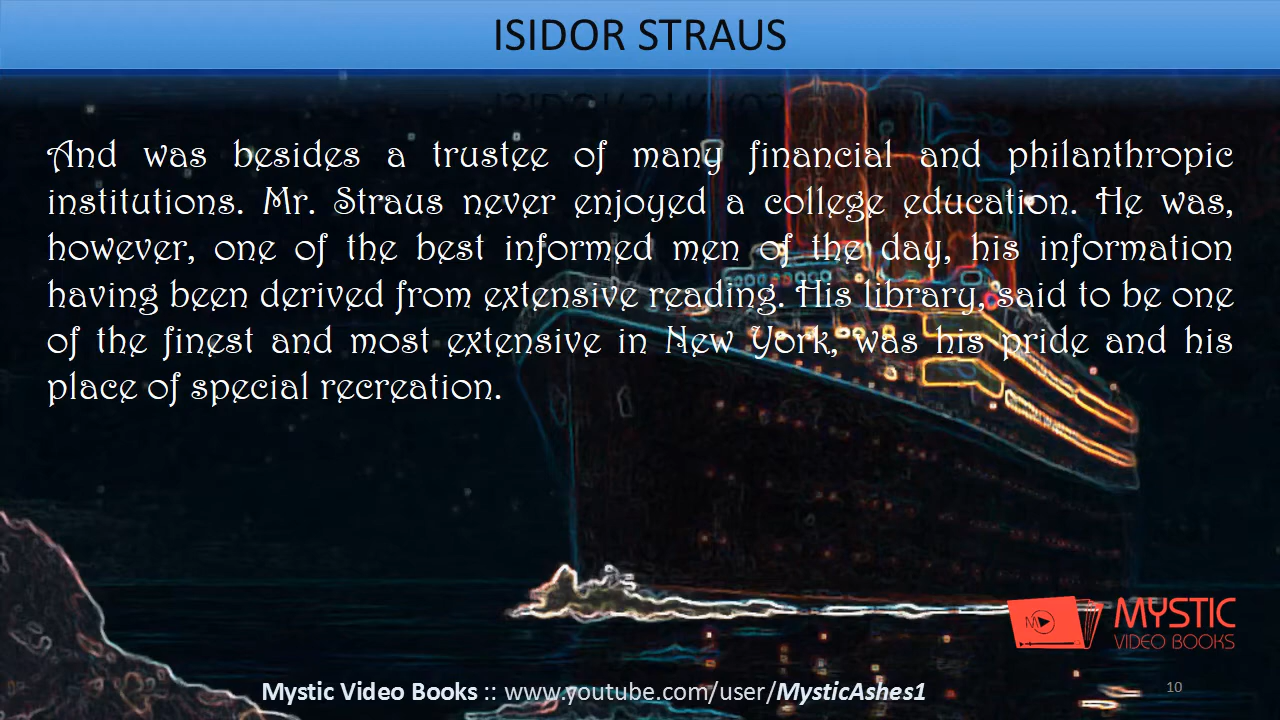 ISIDOR STRAUS
And was besides a trustee of many financial and philanthropic
institutions. Mr. Straus never enjoyed a college education. He was,
however, one of the best informed men of the day, his information
having been derived from extensive reading. His library, said to be one
of the finest and most extensive in New York, was his pride and his
place of special recreation.
M
MYSTIC
VIDEO BOOKS
Mystic Video Books :: www.youtube.com/user/MysticAshes1
10